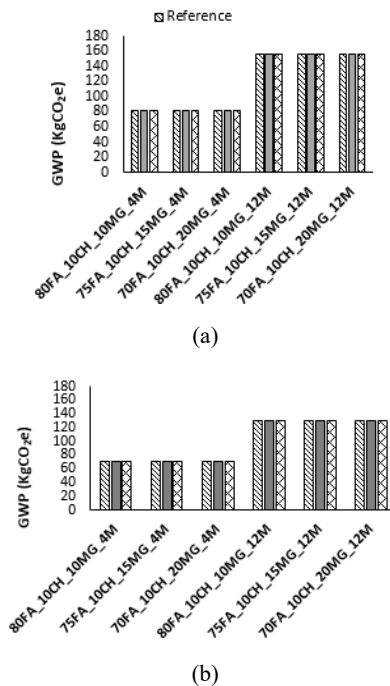 Reference
GWP (KgCO₂e)
180
160
140
120
100
80
60
40
20
0
80FA_10CH_10MG_4M
75FA_10CH_15MG_4M
70FA_10CH_20MG_4M
80FA_10CH_10MG_12M
75FA_10CH_15MG_12M
70FA_10CH_20MG_12M
(a)
GWP (KgCO₂e)
180
160
140
120
100
80
60
40
20
0
80FA_10CH_10MG_4M
75FA_10CH_15MG_4M
70FA_10CH_20MG_4M
80FA_10CH_10MG_12M
75FA_10CH_15MG_12M
70FA_10CH_20MG_12M
(b)